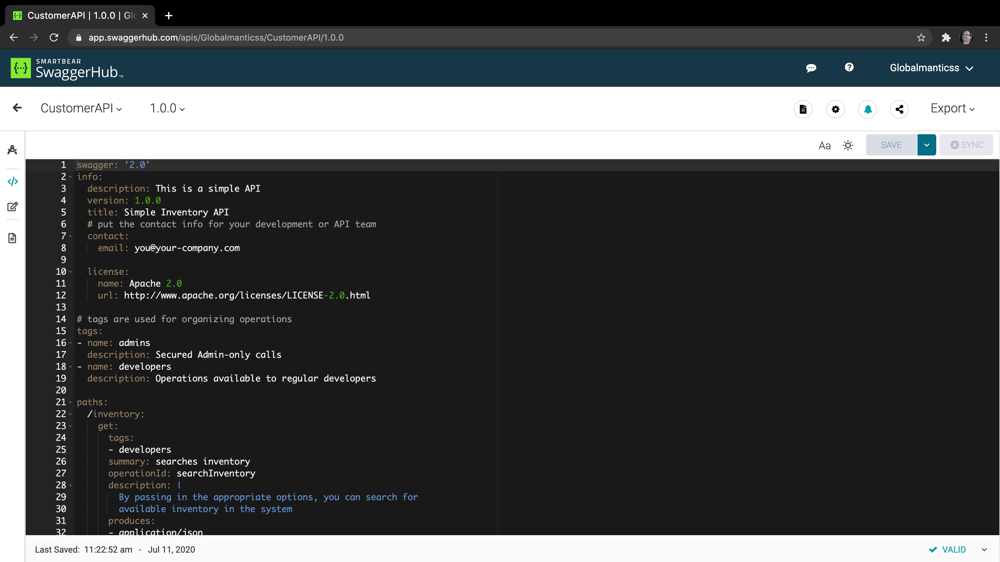 CustomerAPI | 1.0.0 | Glo
app.swaggerhub.com/apis/Globalmanticss/CustomerAPI/1.0.0
SMARTBEAR
SwaggerHub™
Globalmanticss
CustomerAPI
1.0.0
Export
Aa
SAVE
SYNC
1 swagger: '2.0'
2 info:
3   description: This is a simple API
4   version: 1.0.0
5   title: Simple Inventory API
6   # put the contact info for your development or API team
7   contact:
8     email: you@your-company.com
9
10   license:
11     name: Apache 2.0
12     url: http://www.apache.org/licenses/LICENSE-2.0.html
13
14 # tags are used for organizing operations
15 tags:
16 - name: admins
17   description: Secured Admin-only calls
18 - name: developers
19   description: Operations available to regular developers
20
21 paths:
22   /inventory:
23     get:
24       tags:
25       - developers
26       summary: searches inventory
27       operationId: searchInventory
28       description: |
29         By passing in the appropriate options, you can search for
30         available inventory in the system
31       produces:
32       - application/json
Last Saved: 11:22:52 am - Jul 11, 2020
VALID